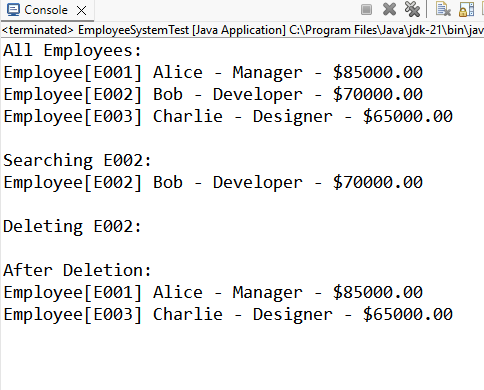 Console
<terminated> EmployeeSystemTest [Java Application] C:\Program Files\Java\jdk-21\bin\jav
All Employees:
Employee[E001] Alice - Manager - $85000.00
Employee[E002] Bob - Developer - $70000.00
Employee[E003] Charlie - Designer - $65000.00
Searching E002:
Employee[E002] Bob - Developer - $70000.00
Deleting E002:
After Deletion:
Employee[E001] Alice - Manager - $85000.00
Employee[E003] Charlie - Designer - $65000.00